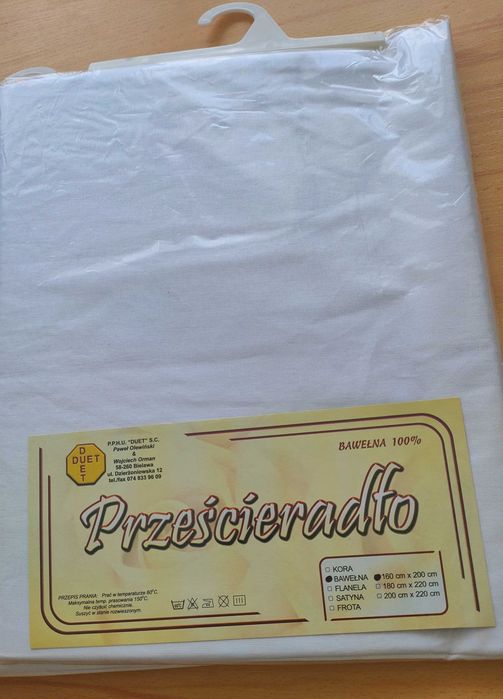 DUET
DUET
P.P.H.U. "DUET" S.C.
Paweł Olewiński
&
Wojciech Orman
58-260 Bielawa
ul. Dzierżoniowska 12
tel./fax 074 833 96 09
BAWEŁNA 100%
Prześcieradło
KORA
BAWEŁNA 160 cm x 200 cm
FLANELA 180 cm x 220 cm
SATYNA 200 cm x 220 cm
FROTA
PRZEPIS PRANIA: Prać w temperaturze 60°C.
Maksymalna temp. prasowania 150°C.
Nie czyścić chemicznie.
Suszyć w stanie rozwieszonym.